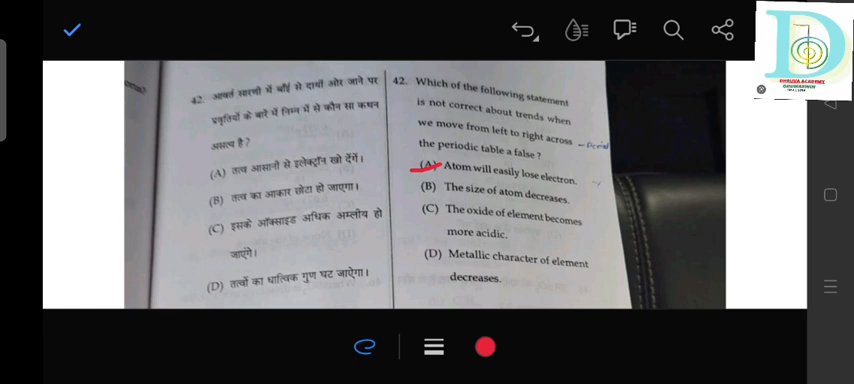 42. आवर्त सारणी में बाँई से दायीं ओर जाने पर
प्रवृतियों के बारे में निम्न में से कौन सा कथन
असत्य है?
(A) तत्व आसानी से इलेक्ट्रॉन खो देगें।
(B) तत्व का आकार छोटा हो जाएगा।
(C) इसके ऑक्साइड अधिक अम्लीय हो
जाएंगे।
(D) तत्वों का धात्विक गुण घट जाऐगा।
42. Which of the following statement
is not correct about trends when
we move from left to right across
the periodic table a false ?
(A) Atom will easily lose electron.
(B) The size of atom decreases.
(C) The oxide of element becomes
more acidic.
(D) Metallic character of element
decreases.